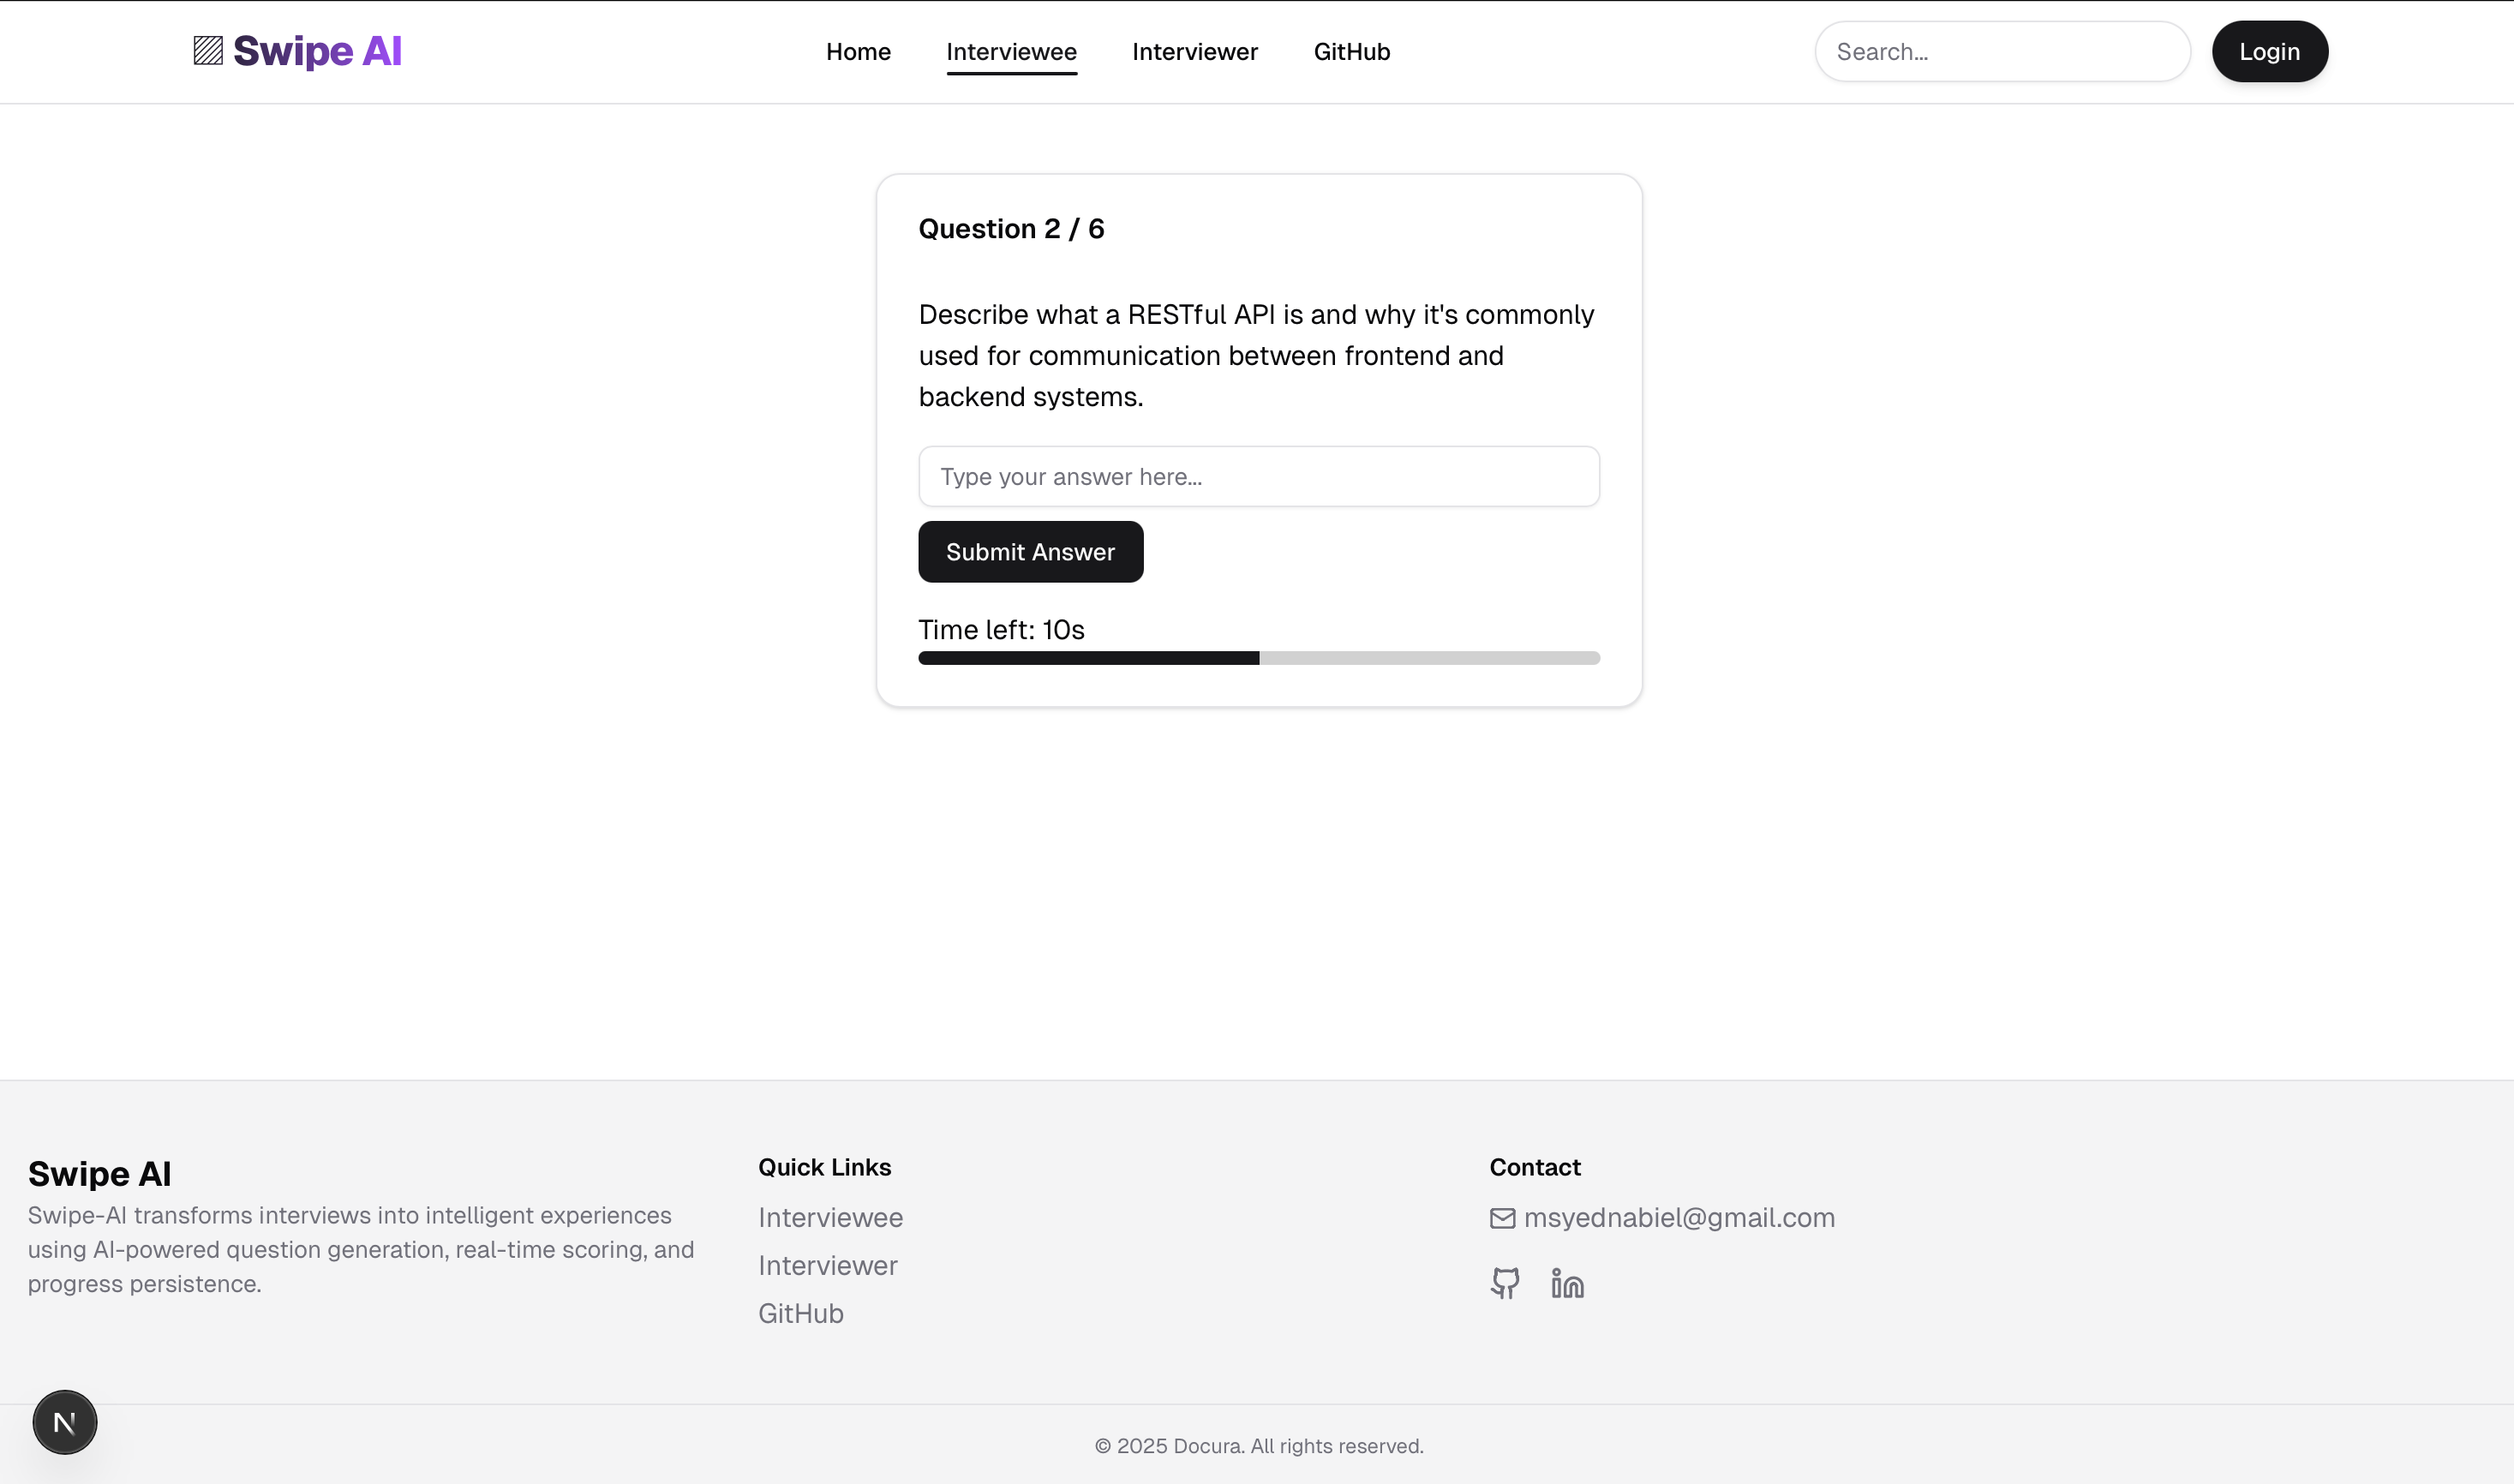 Swipe AI
Home
Interviewee
Interviewer
GitHub
Search...
Login
Question 2 / 6
Describe what a RESTful API is and why it's commonly
used for communication between frontend and
backend systems.
Type your answer here...
Submit Answer
Time left: 10s
Swipe AI
Swipe-AI transforms interviews into intelligent experiences
using AI-powered question generation, real-time scoring, and
progress persistence.
Quick Links
Interviewee
Interviewer
GitHub
Contact
msyednabiel@gmail.com
N
© 2025 Docura. All rights reserved.